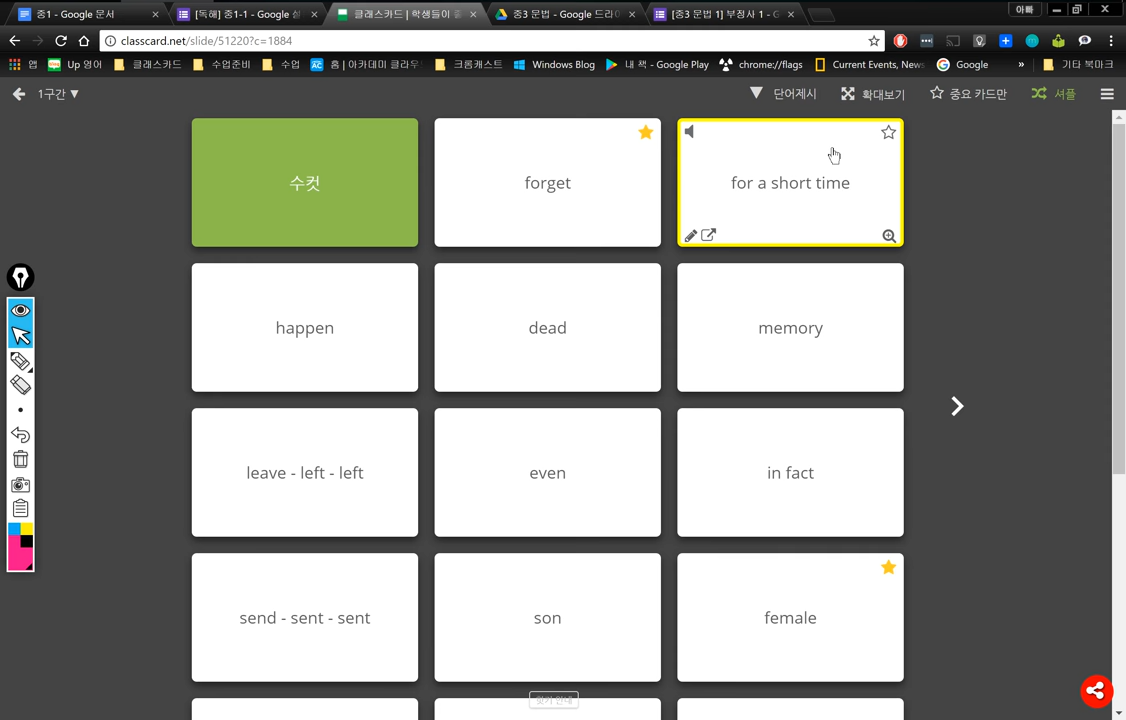 중1 - Google 문서
[독해] 중1-1 - Google 설
클래스카드 | 학생들이 좋
중3 문법 - Google 드라이
[중3 문법 1] 부정사 1 - G
아빠
classcard.net/slide/51220?c=1884
앱
Up 영어
클래스카드
수업준비
수업
홈 | 아카데미 클라우
크롬캐스트
Windows Blog
내 책 - Google Play
chrome://flags
Current Events, News
Google
»
기타 북마크
1구간 ▼
단어제시
확대보기
중요 카드만
셔플
수컷
forget
for a short time
happen
dead
memory
leave - left - left
even
in fact
send - sent - sent
son
female